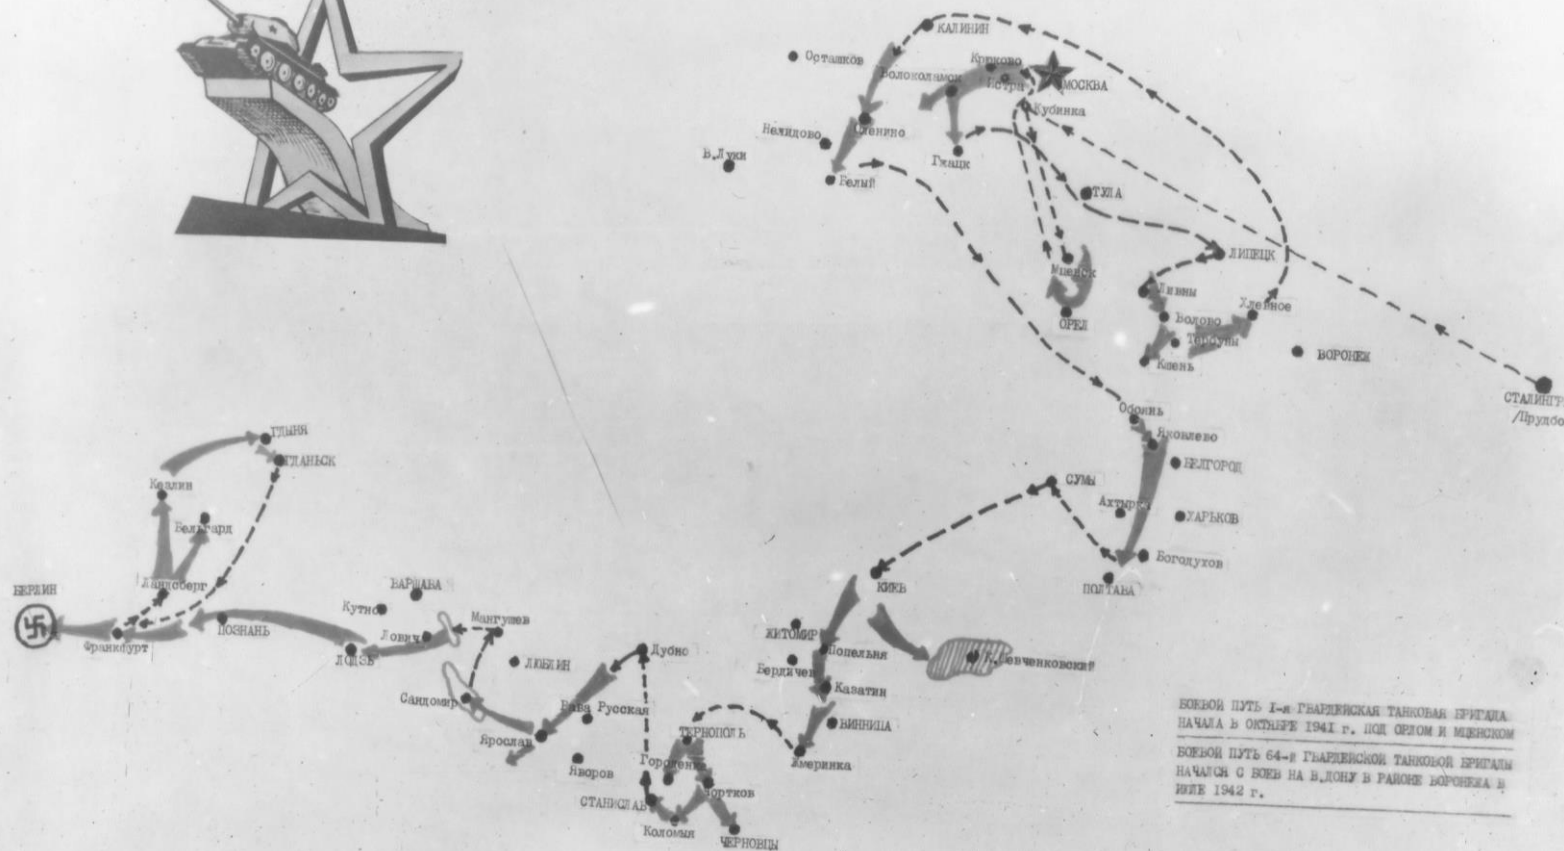 КАЛИНИН
Осташков
Крюково
Волоколамск
Истра
МОСКВА
Кубинка
Оленино
Нелидово
Гжацк
В.Луки
Белый
ТУЛА
ЛИПЕЦК
Мценск
Ливны
Хлевное
ОРЕЛ
Волово
Тербуны
ВОРОНЕЖ
Кшень
СТАЛИНГР
/Прудбо
Обоянь
Яковлево
ГДЫНЯ
ГДАНЬСК
БЕЛГОРОД
СУМЫ
Кезлин
Ахтырка
ХАРЬКОВ
Бельгард
Богодухов
БЕРЛИН
Ландсберг
ВАРШАВА
КИЕВ
ПОЛТАВА
Кутно
Мангушев
ПОЗНАНЬ
Лович
ЖИТОМИР
Франкфурт
ЛОДЗЬ
ЛЮБЛИН
Дубно
Попельня
Бердичев
К.Шевченковский
Казатин
Сандомир
Рава Русская
ВИННИЦА
Ярослав
ТЕРНОПОЛЬ
Яворов
Городенка
Жмеринка
Чортков
СТАНИСЛАВ
Коломыя
ЧЕРНОВЦЫ
БОЕВОЙ ПУТЬ I-я ГВАРДЕЙСКАЯ ТАНКОВАЯ БРИГАДА
НАЧАЛА В ОКТЯБРЕ 1941 г. ПОД ОРЛОМ И МЦЕНСКОМ
БОЕВОЙ ПУТЬ 64-й ГВАРДЕЙСКОЙ ТАНКОВОЙ БРИГАДЫ
НАЧАЛСЯ С БОЕВ НА В.ДОНУ В РАЙОНЕ ВОРОНЕЖА В
ИЮЛЕ 1942 г.